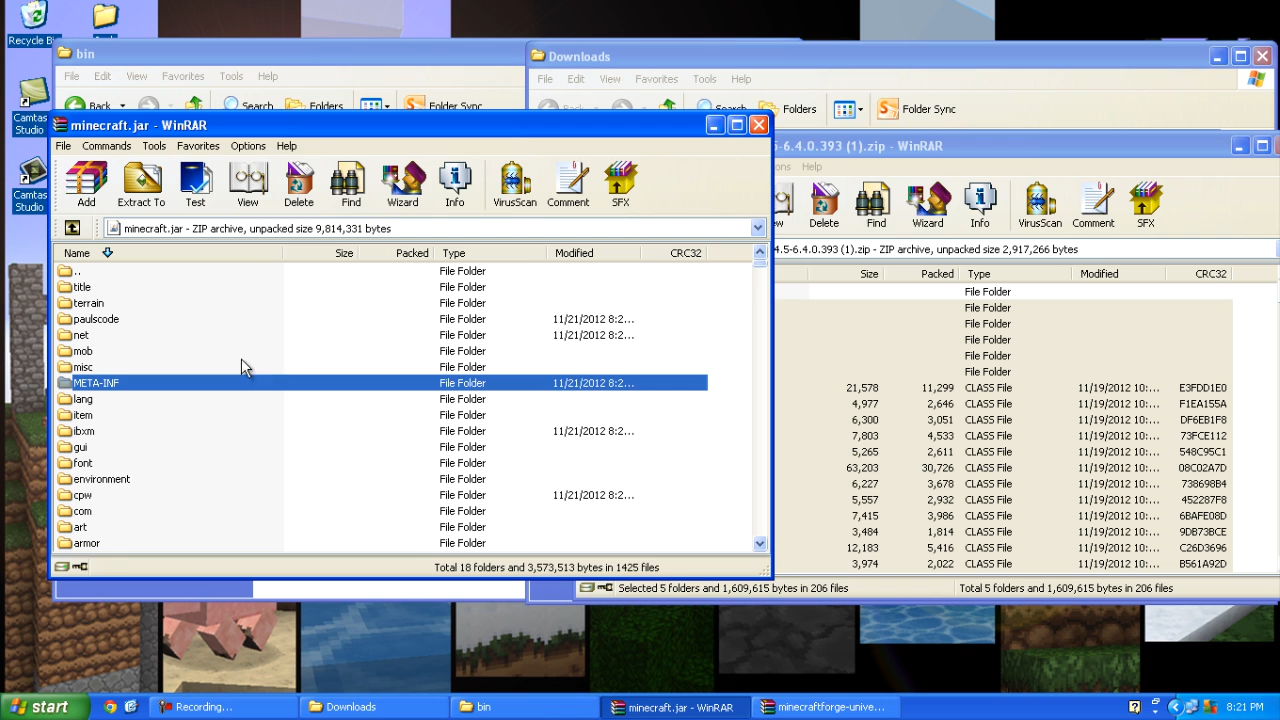 Recycle Bi
bin
Downloads
File Edit View Favorites Tools Help
File Edit View Favorites Tools Help
Back Search Folders Folder Sync
Back Search Folders Folder Sync
Camtas
Studio
Camtas
Studio
minecraft.jar - WinRAR
5-6.4.0.393 (1).zip - WinRAR
File Commands Tools Favorites Options Help
ons Help
Add Extract To Test View Delete Find Wizard Info VirusScan Comment SFX
ew Delete Find Wizard Info VirusScan Comment SFX
minecraft.jar - ZIP archive, unpacked size 9,814,331 bytes
4.5-6.4.0.393 (1).zip - ZIP archive, unpacked size 2,917,266 bytes
Name Size Packed Type Modified CRC32
.. File Folder
title File Folder
terrain File Folder
paulscode File Folder 11/21/2012 8:2...
net File Folder 11/21/2012 8:2...
mob File Folder
misc File Folder
META-INF File Folder 11/21/2012 8:2...
lang File Folder
item File Folder
ibxm File Folder 11/21/2012 8:2...
gui File Folder
font File Folder
environment File Folder
cpw File Folder 11/21/2012 8:2...
com File Folder
art File Folder
armor File Folder
Total 18 folders and 3,573,513 bytes in 1425 files
Size Packed Type Modified CRC32
File Folder
File Folder
File Folder
File Folder
File Folder
File Folder
21,578 11,299 CLASS File 11/19/2012 10:... E3FDD1E0
4,977 2,646 CLASS File 11/19/2012 10:... F1EA155A
6,300 3,051 CLASS File 11/19/2012 10:... DF6EB1F8
7,803 4,533 CLASS File 11/19/2012 10:... 73FCE112
5,265 2,611 CLASS File 11/19/2012 10:... 548C95C1
63,203 30,726 CLASS File 11/19/2012 10:... 08C02A7D
6,227 3,678 CLASS File 11/19/2012 10:... 738698B4
5,557 2,932 CLASS File 11/19/2012 10:... 452287F8
7,415 3,986 CLASS File 11/19/2012 10:... 6BAFE08D
3,484 1,814 CLASS File 11/19/2012 10:... 9DB73BCE
12,183 5,416 CLASS File 11/19/2012 10:... C26D3696
3,974 2,022 CLASS File 11/19/2012 10:... B561A92D
Selected 5 folders and 1,609,615 bytes in 206 files Total 5 folders and 1,609,615 bytes in 206 files
start Recording... Downloads bin minecraft.jar - WinRAR minecraftforge-unive... 8:21 PM